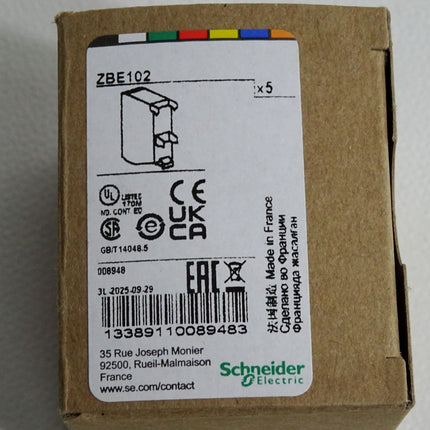 ZBE102
x5
UL LISTED
170M
IND. CONT. EQ.
CE
UK
CA
GB/T14048.5
008948
EAC
3L-2025-09-29
13389110089483
法国制造 Made in France
Сделано во Франции
Францияда жасалған
35 Rue Joseph Monier
92500, Rueil-Malmaison
France
www.se.com/contact
Schneider
Electric